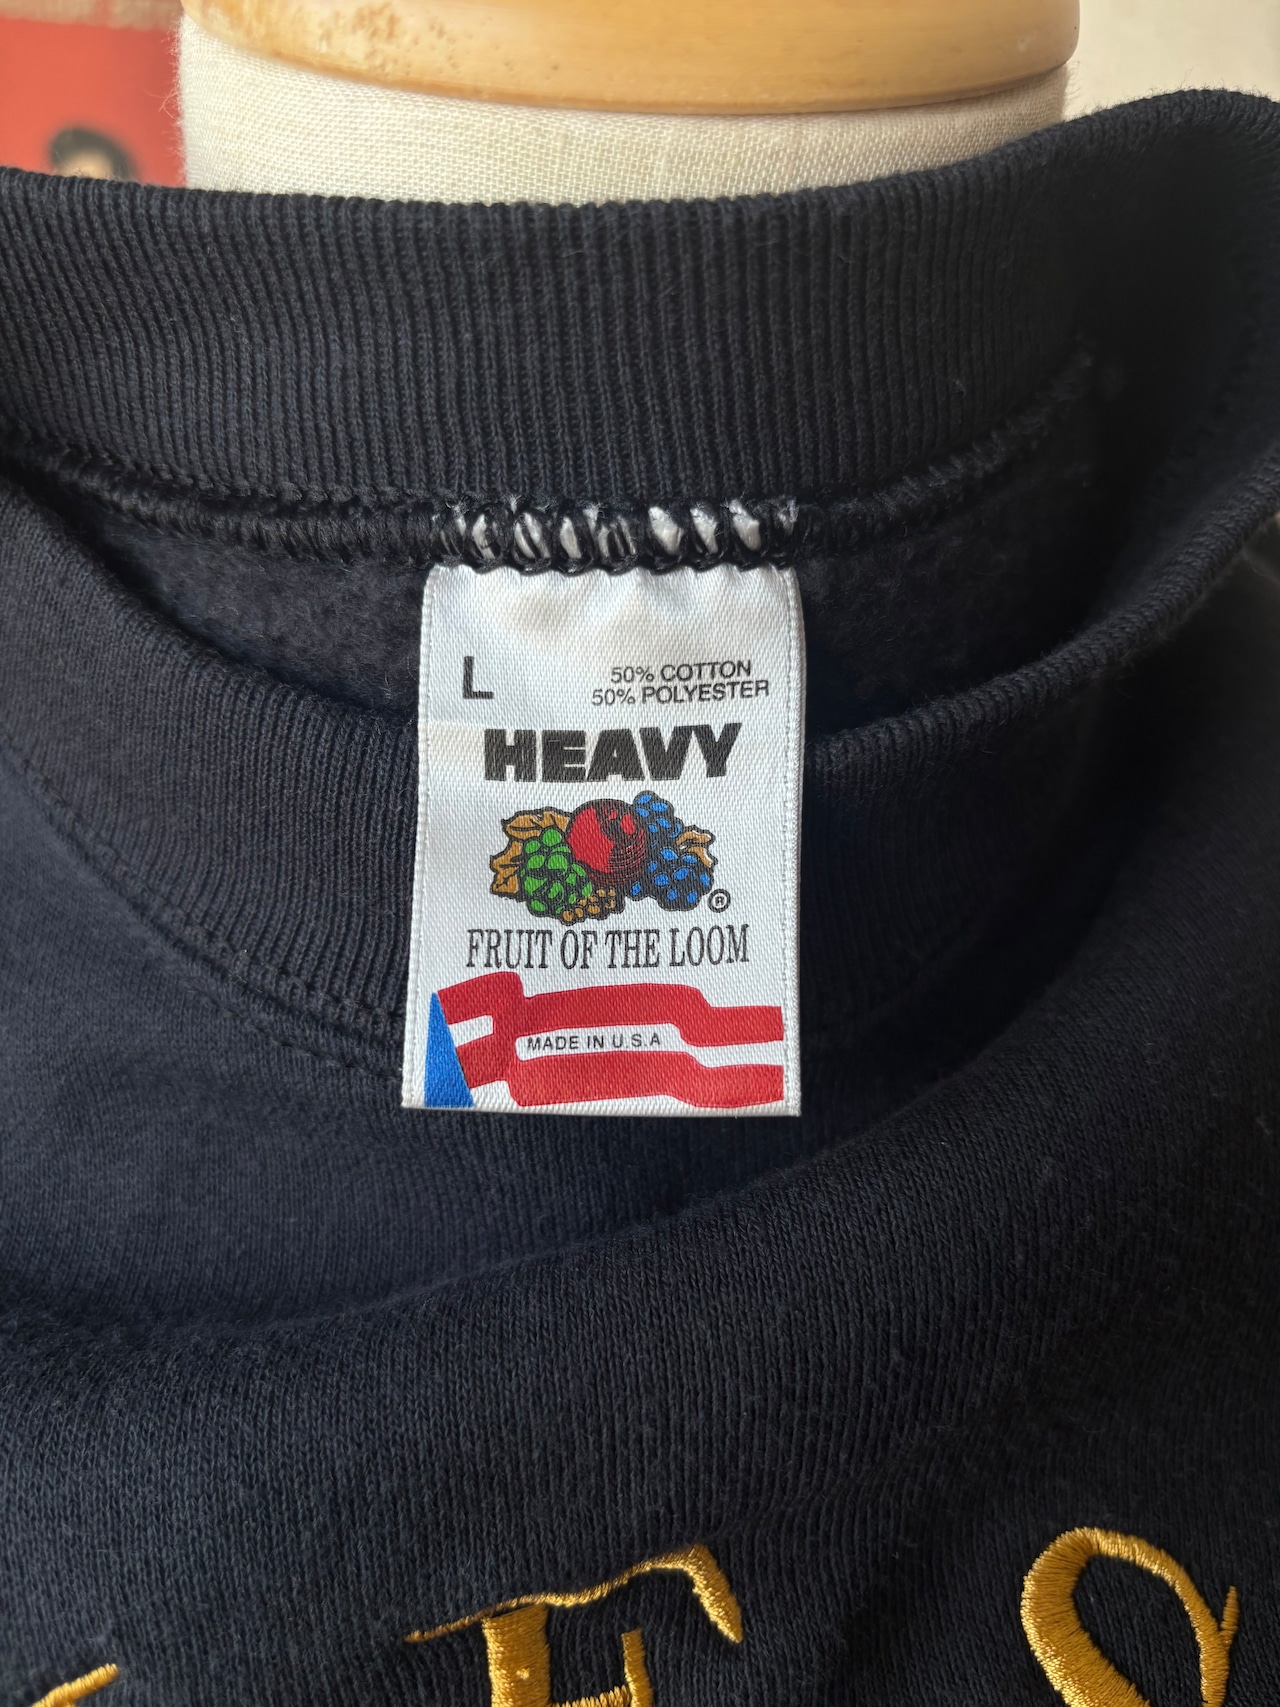 L
50% COTTON
50% POLYESTER
HEAVY
®
FRUIT OF THE LOOM
MADE IN U.S.A